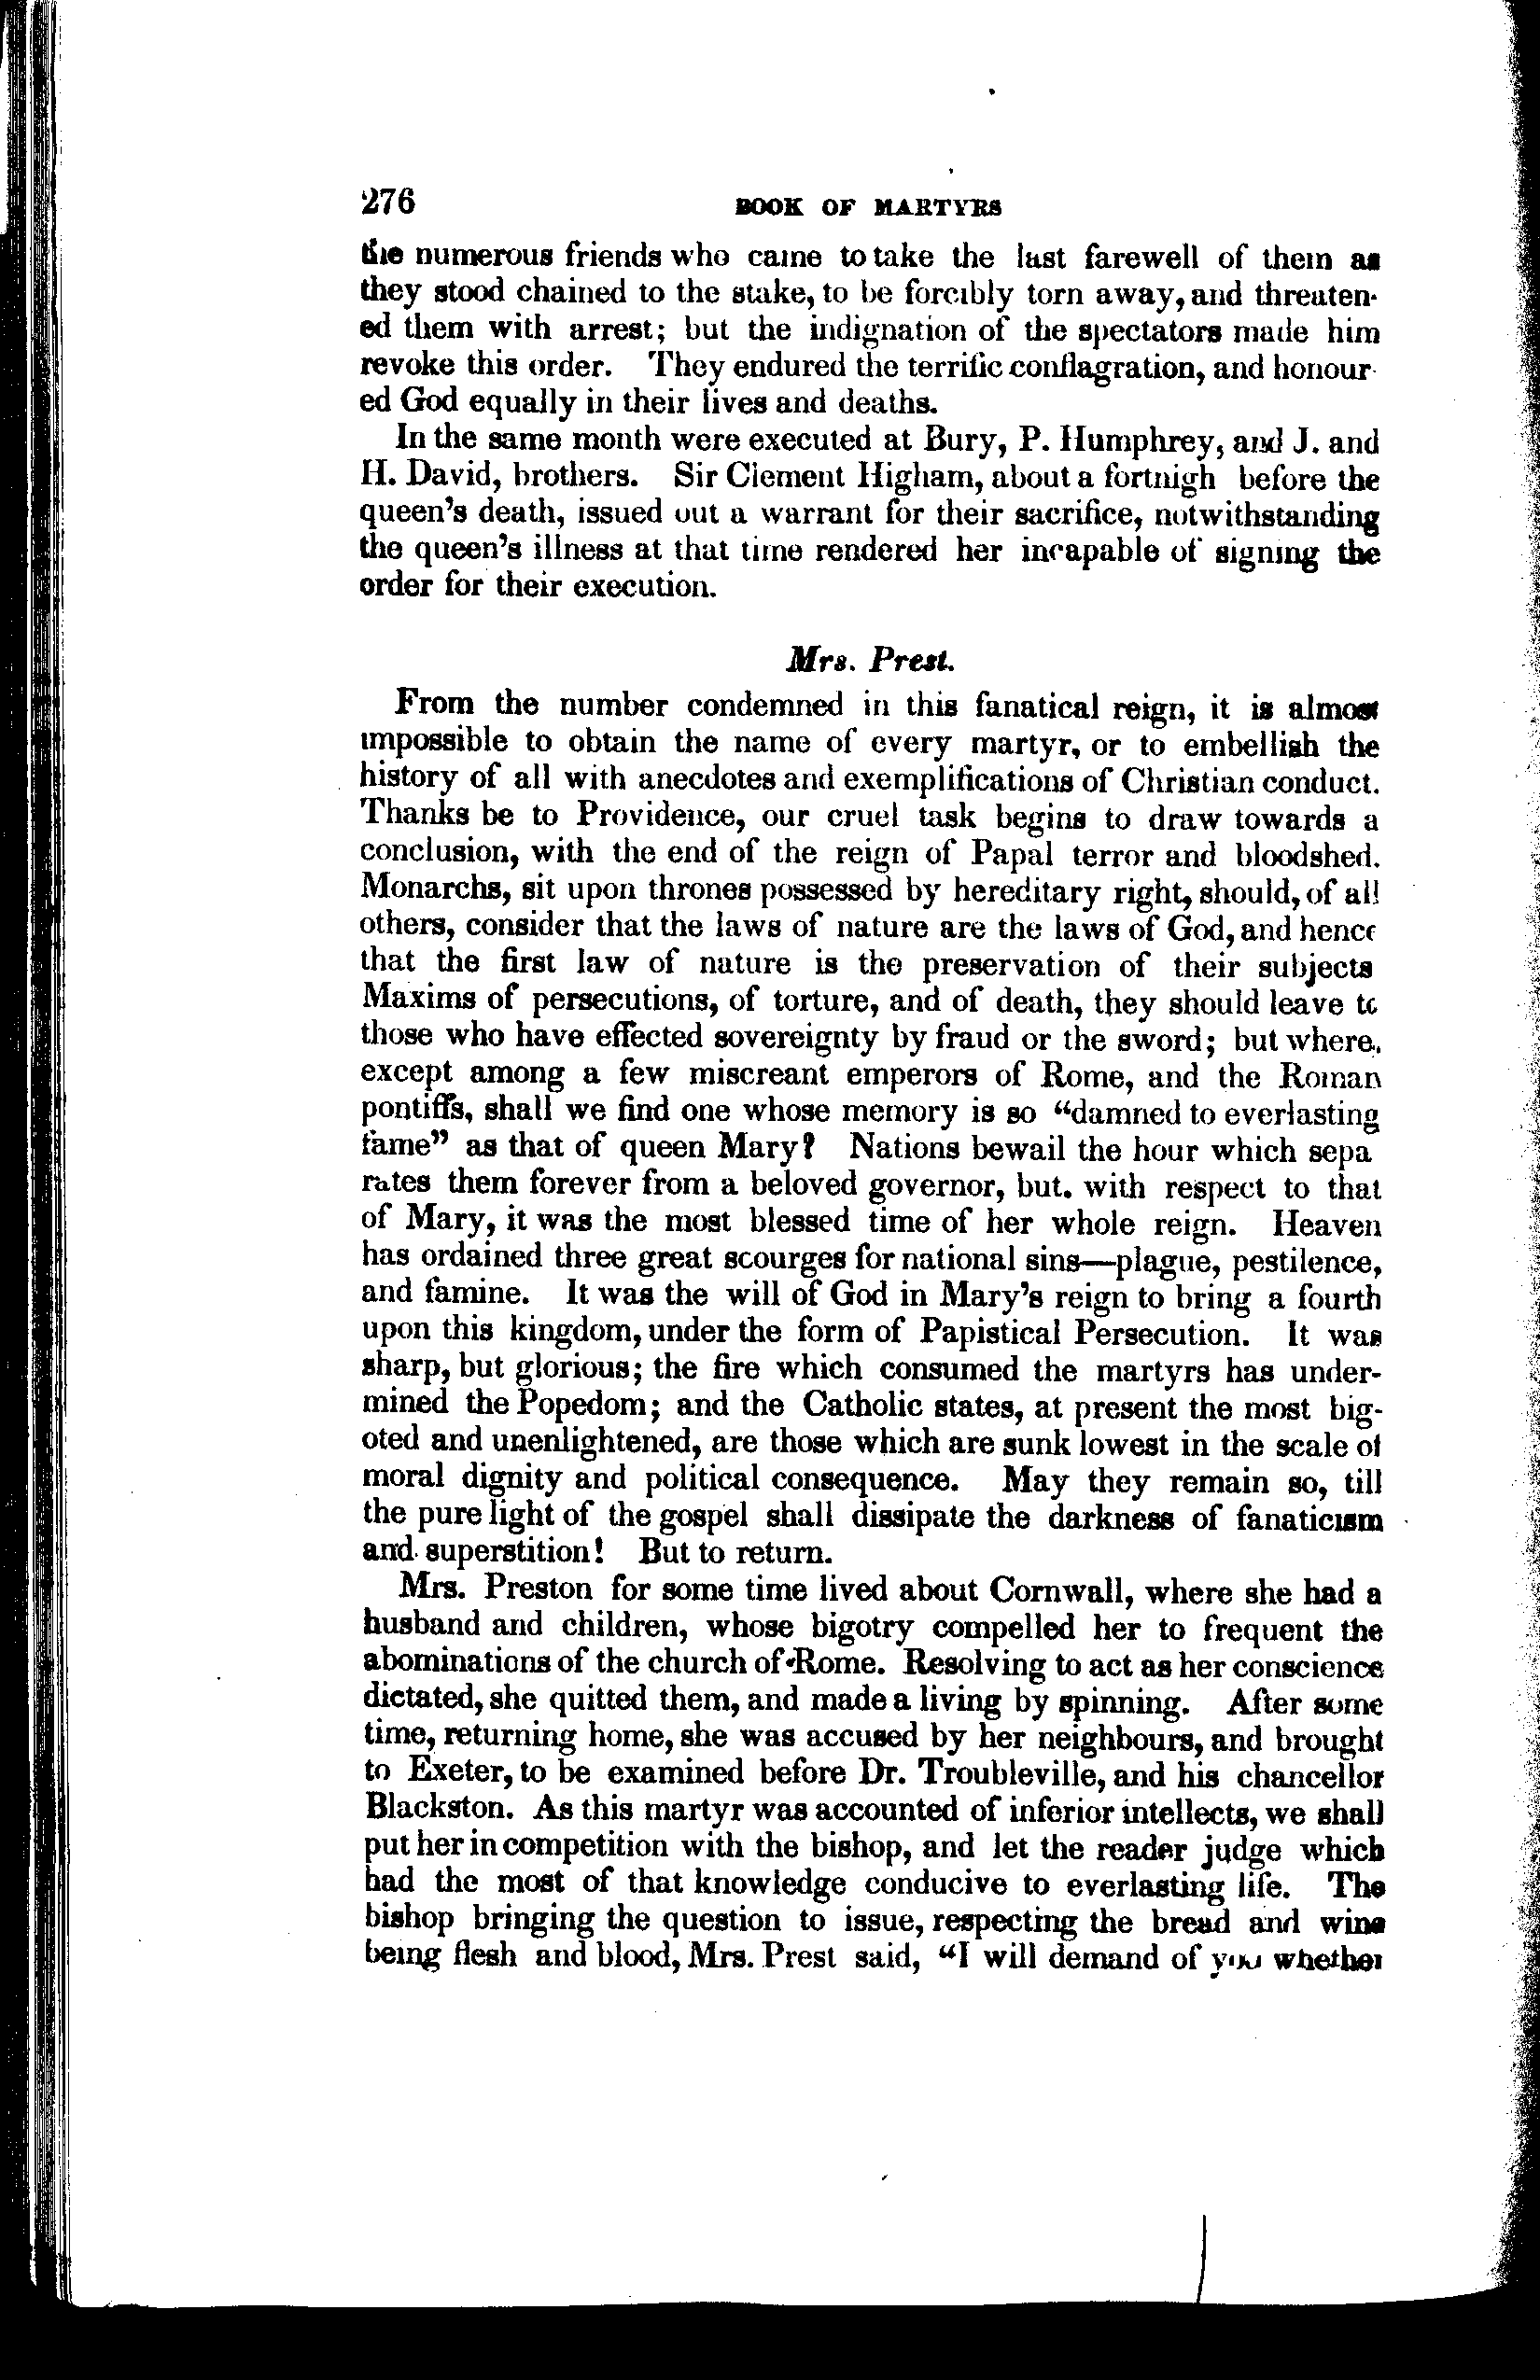 276 BOOK OF MARTYRS
the numerous friends who came to take the last farewell of them as
they stood chained to the stake, to be forcibly torn away, and threaten-
ed them with arrest; but the indignation of the spectators made him
revoke this order. They endured the terrific conflagration, and honour-
ed God equally in their lives and deaths.
In the same month were executed at Bury, P. Humphrey, and J. and
H. David, brothers. Sir Clement Higham, about a fortnigh before the
queen's death, issued out a warrant for their sacrifice, notwithstanding
the queen's illness at that time rendered her incapable of signing the
order for their execution.
Mrs. Prest.
From the number condemned in this fanatical reign, it is almost
impossible to obtain the name of every martyr, or to embellish the
history of all with anecdotes and exemplifications of Christian conduct.
Thanks be to Providence, our cruel task begins to draw towards a
conclusion, with the end of the reign of Papal terror and bloodshed.
Monarchs, sit upon thrones possessed by hereditary right, should, of all
others, consider that the laws of nature are the laws of God, and hence
that the first law of nature is the preservation of their subjects
Maxims of persecutions, of torture, and of death, they should leave to
those who have effected sovereignty by fraud or the sword; but where,
except among a few miscreant emperors of Rome, and the Roman
pontiffs, shall we find one whose memory is so "damned to everlasting
fame" as that of queen Mary? Nations bewail the hour which sepa
rates them forever from a beloved governor, but. with respect to that
of Mary, it was the most blessed time of her whole reign. Heaven
has ordained three great scourges for national sins—plague, pestilence,
and famine. It was the will of God in Mary's reign to bring a fourth
upon this kingdom, under the form of Papistical Persecution. It was
sharp, but glorious; the fire which consumed the martyrs has under-
mined the Popedom; and the Catholic states, at present the most big-
oted and unenlightened, are those which are sunk lowest in the scale of
moral dignity and political consequence. May they remain so, till
the pure light of the gospel shall dissipate the darkness of fanaticism
and superstition! But to return.
Mrs. Preston for some time lived about Cornwall, where she had a
husband and children, whose bigotry compelled her to frequent the
abominations of the church of Rome. Resolving to act as her conscience
dictated, she quitted them, and made a living by spinning. After some
time, returning home, she was accused by her neighbours, and brought
to Exeter, to be examined before Dr. Troubleville, and his chancellor
Blackston. As this martyr was accounted of inferior intellects, we shall
put her in competition with the bishop, and let the reader judge which
had the most of that knowledge conducive to everlasting life. The
bishop bringing the question to issue, respecting the bread and wine
being flesh and blood, Mrs. Prest said, "I will demand of you whether